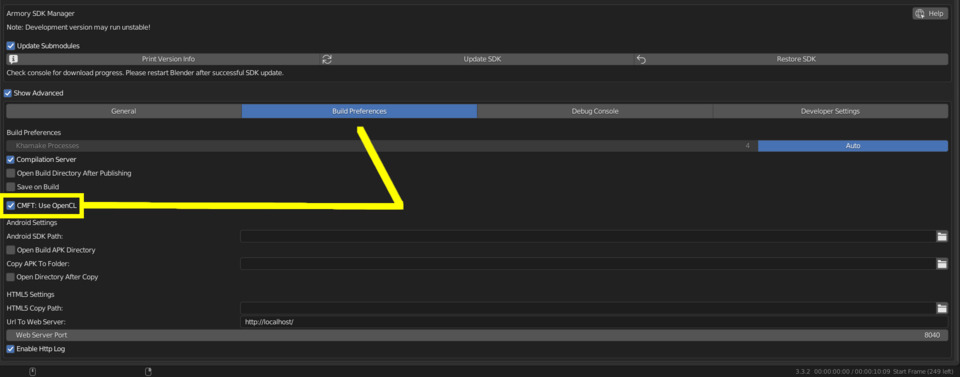 Armory SDK Manager
Help
Note: Development version may run unstable!
Update Submodules
Print Version Info Update SDK Restore SDK
Check console for download progress. Please restart Blender after successful SDK update.
Show Advanced
General Build Preferences Debug Console Developer Settings
Build Preferences
Khamake Processes 4 Auto
Compilation Server
Open Build Directory After Publishing
Save on Build
CMFT: Use OpenCL
Android Settings
Android SDK Path:
Open Build APK Directory
Copy APK To Folder:
Open Directory After Copy
HTML5 Settings
HTML5 Copy Path:
Url To Web Server: http://localhost/
Web Server Port 8040
Enable Http Log
3.3.2 00:00:00:00 / 00:00:10:09 Start Frame (249 left)